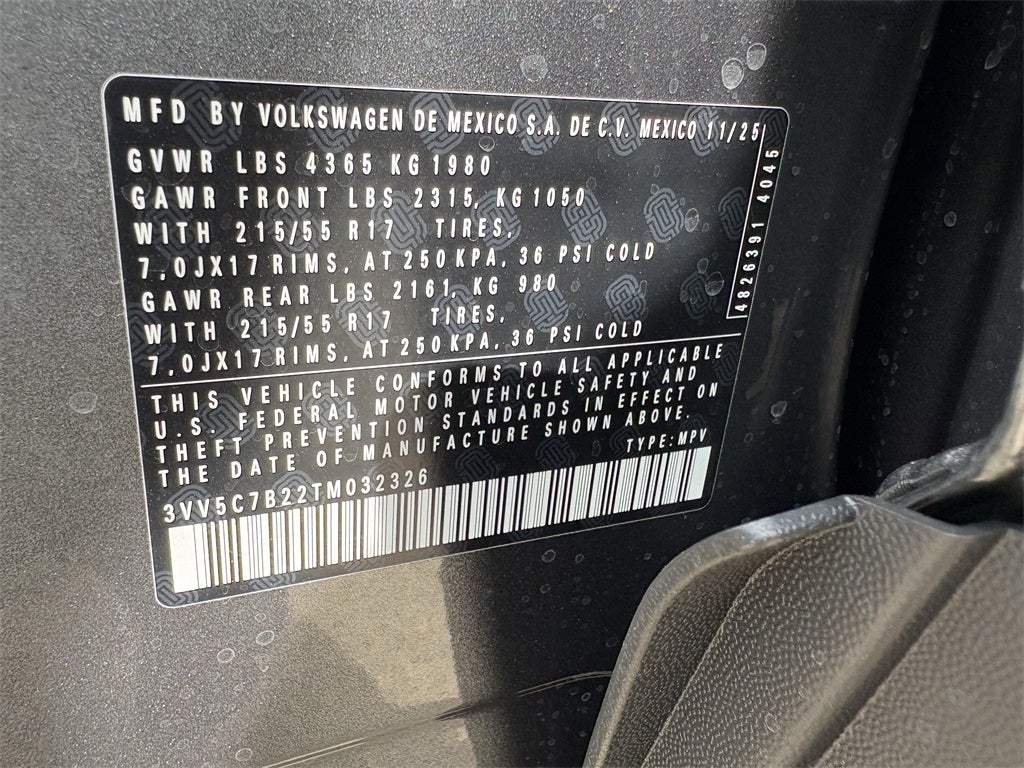 MFD BY VOLKSWAGEN DE MEXICO S.A. DE C.V. MEXICO 11/25
GVWR LBS 4365 KG 1980
GAWR FRONT LBS 2315, KG 1050
WITH 215/55 R17 TIRES,
7,0JX17 RIMS, AT 250 KPA, 36 PSI COLD
GAWR REAR LBS 2161, KG 980
WITH 215/55 R17 TIRES,
7,0JX17 RIMS, AT 250 KPA, 36 PSI COLD
4826391 4045
THIS VEHICLE CONFORMS TO ALL APPLICABLE
U.S. FEDERAL MOTOR VEHICLE SAFETY AND
THEFT PREVENTION STANDARDS IN EFFECT ON
THE DATE OF MANUFACTURE SHOWN ABOVE.
TYPE: MPV
3VV5C7B22TM032326